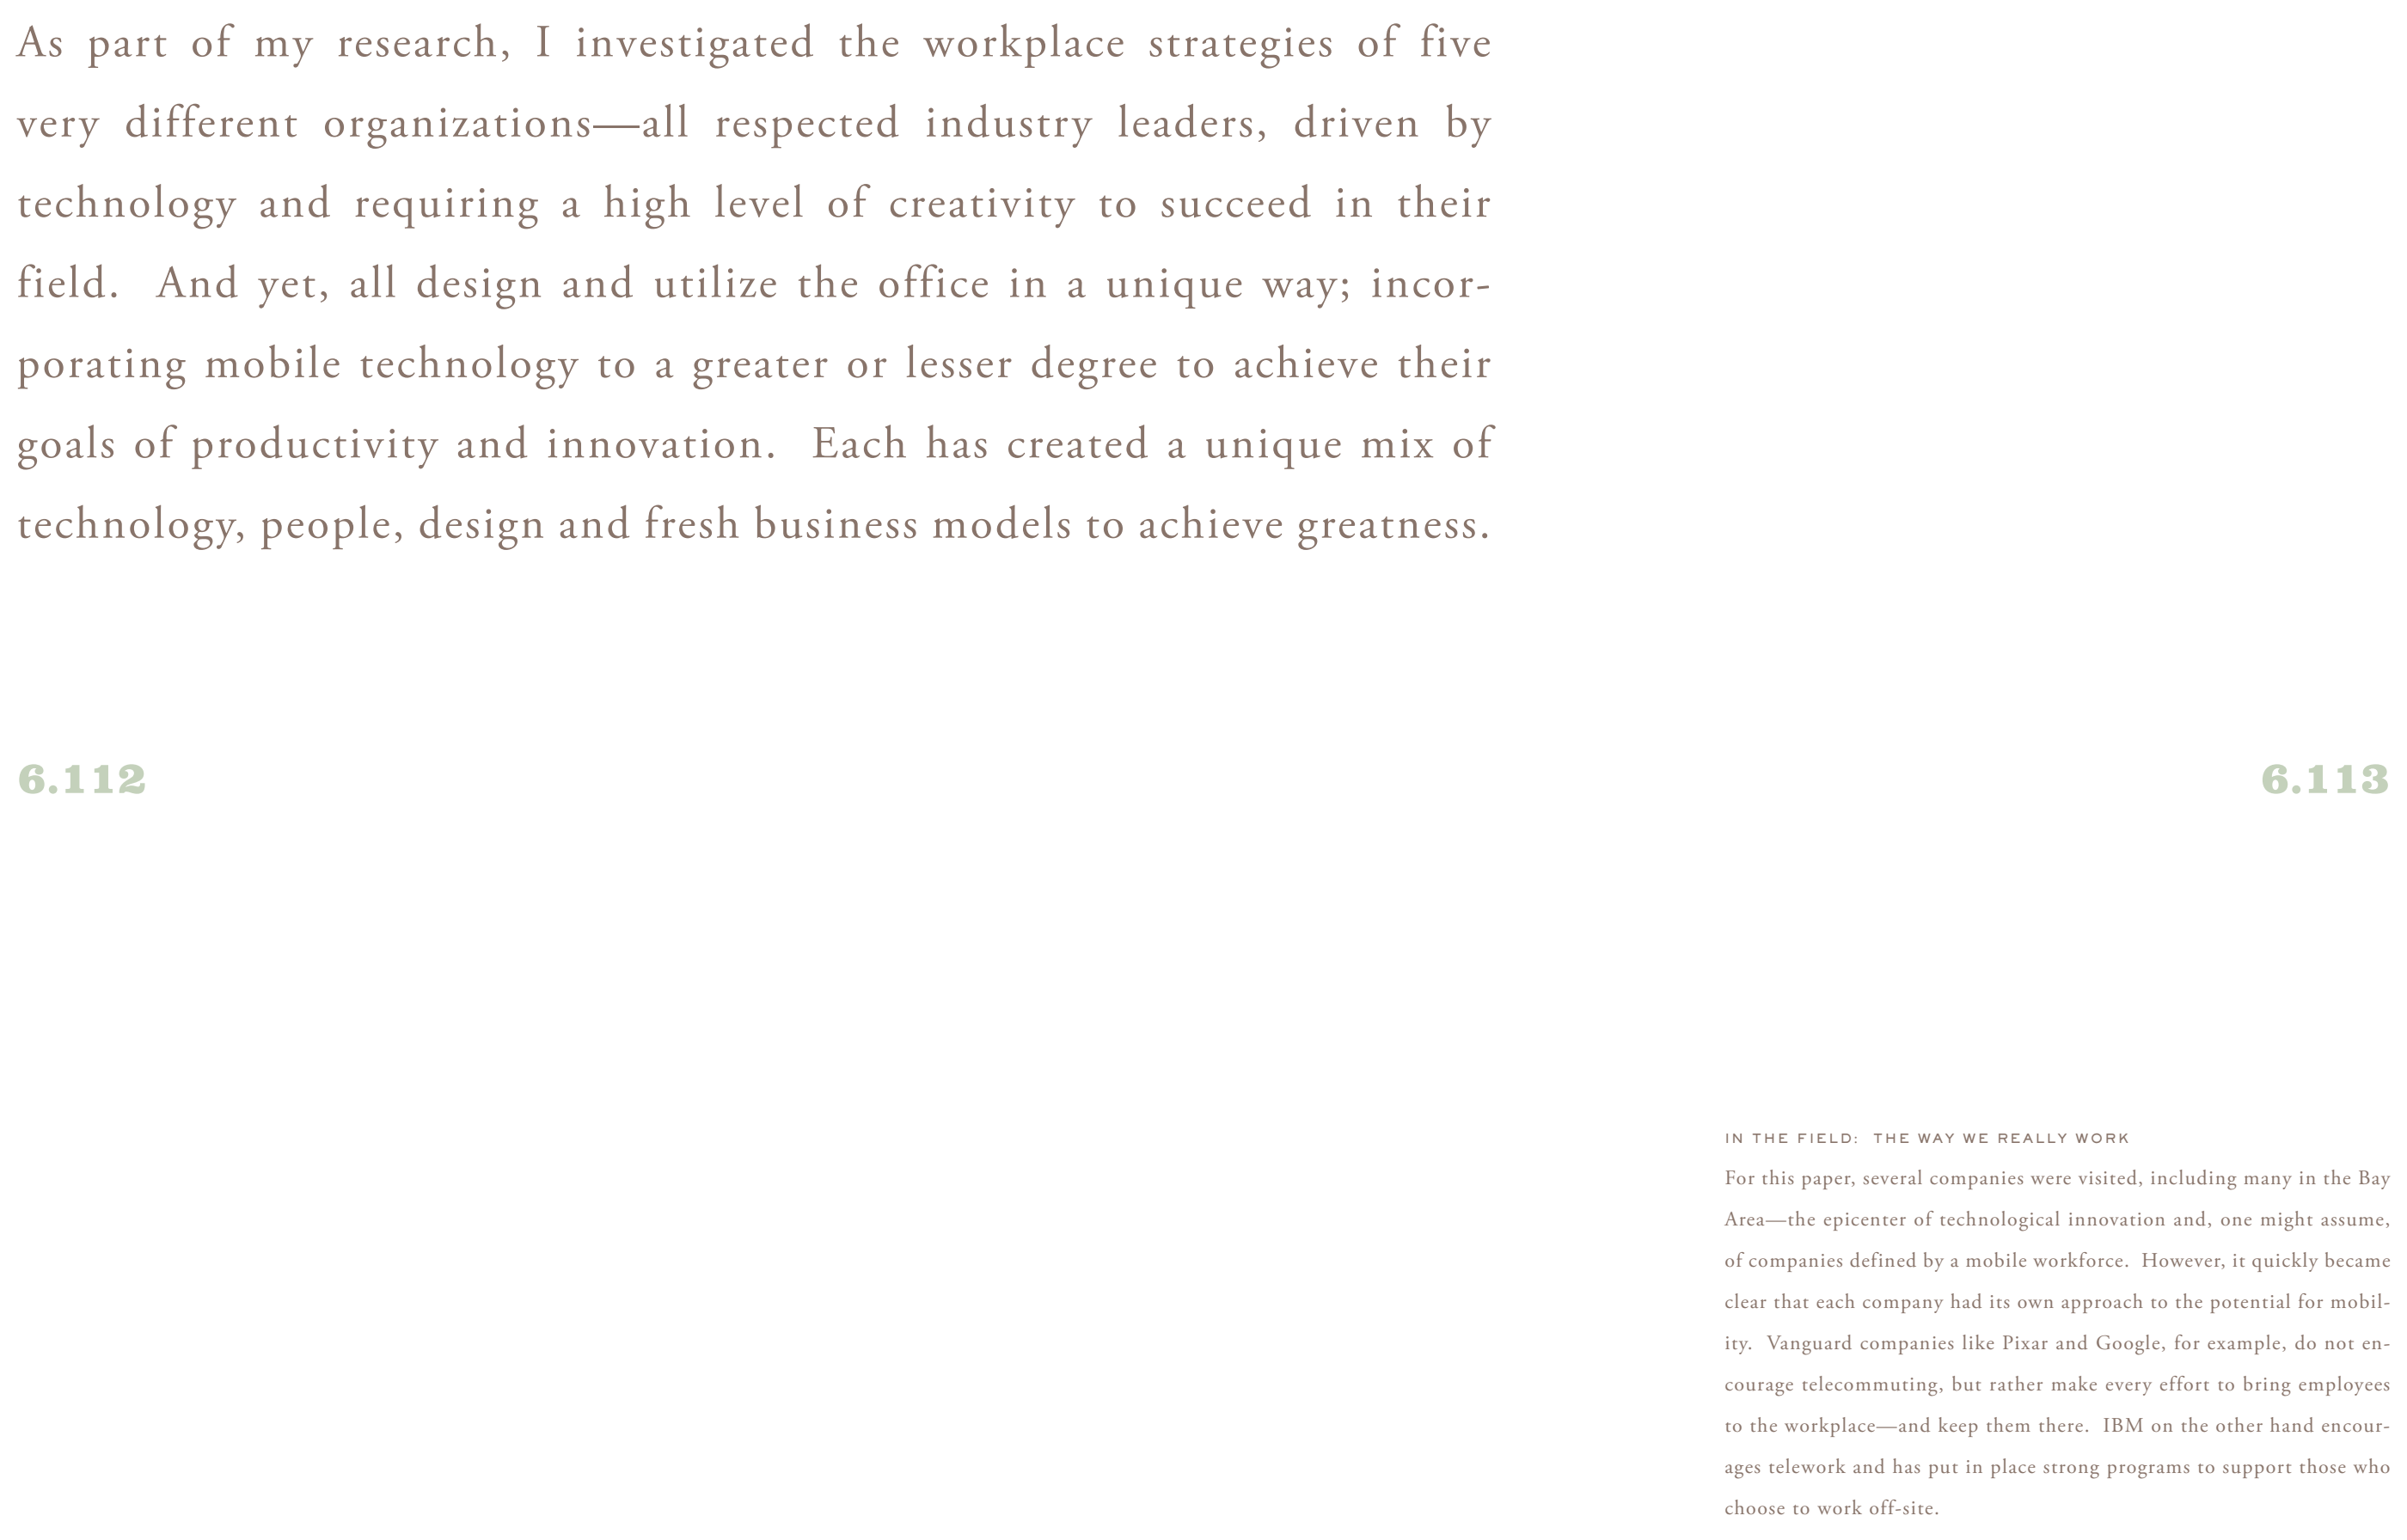 As part of my research, I investigated the workplace strategies of five
very different organizations—all respected industry leaders, driven by
technology and requiring a high level of creativity to succeed in their
field.  And yet, all design and utilize the office in a unique way; incor-
porating mobile technology to a greater or lesser degree to achieve their
goals of productivity and innovation.  Each has created a unique mix of
technology, people, design and fresh business models to achieve greatness.
6.112
6.113
IN THE FIELD:  THE WAY WE REALLY WORK
For this paper, several companies were visited, including many in the Bay
Area—the epicenter of technological innovation and, one might assume,
of companies defined by a mobile workforce.  However, it quickly became
clear that each company had its own approach to the potential for mobil-
ity.  Vanguard companies like Pixar and Google, for example, do not en-
courage telecommuting, but rather make every effort to bring employees
to the workplace—and keep them there.  IBM on the other hand encour-
ages telework and has put in place strong programs to support those who
choose to work off-site.